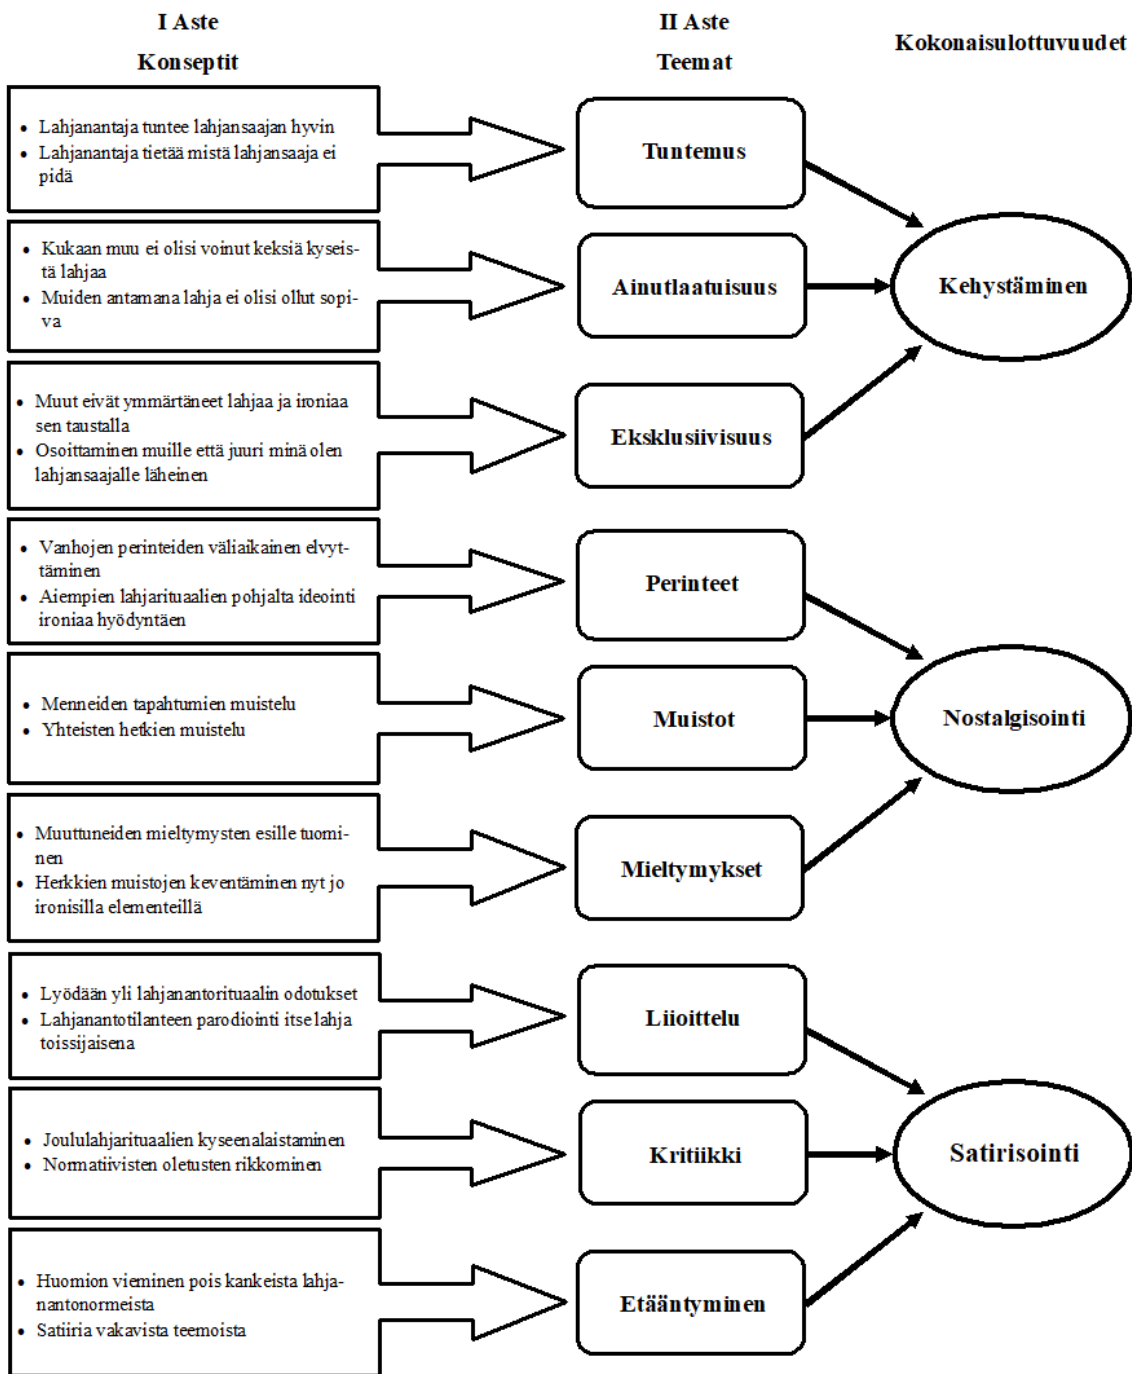 I Aste
Konseptit
II Aste
Teemat
Kokonaisulottuvuudet
• Lahjanantaja tuntee lahjansaajan hyvin
• Lahjanantaja tietää mistä lahjansaaja ei
pidä
Tuntemus
• Kukaan muu ei olisi voinut keksiä kyseis-
tä lahjaa
• Muiden antamana lahja ei olisi ollut sopi-
va
Ainutlaatuisuus
Kehystäminen
• Muut eivät ymmärtäneet lahjaa ja ironiaa
sen taustalla
• Osoittaminen muille että juuri minä olen
lahjansaajalle läheinen
Eksklusiivisuus
• Vanhojen perinteiden väliaikainen elvyt-
täminen
• Aiempien lahjarituaalien pohjalta ideointi
ironiaa hyödyntäen
Perinteet
• Menneiden tapahtumien muistelu
• Yhteisten hetkien muistelu
Muistot
Nostalgisointi
• Muuttuneiden mieltymysten esille tuomi-
nen
• Herkkien muistojen keventäminen nyt jo
ironisilla elementeillä
Mieltymykset
• Lyödään yli lahjanantorituaalin odotukset
• Lahjanantotilanteen parodiointi itse lahja
toissijaisena
Liioittelu
• Joululahjarituaalien kyseenalaistaminen
• Normatiivisten oletusten rikkominen
Kritiikki
Satirisointi
• Huomion vieminen pois kankeista lahja-
nantonormeista
• Satiiria vakavista teemoista
Etääntyminen